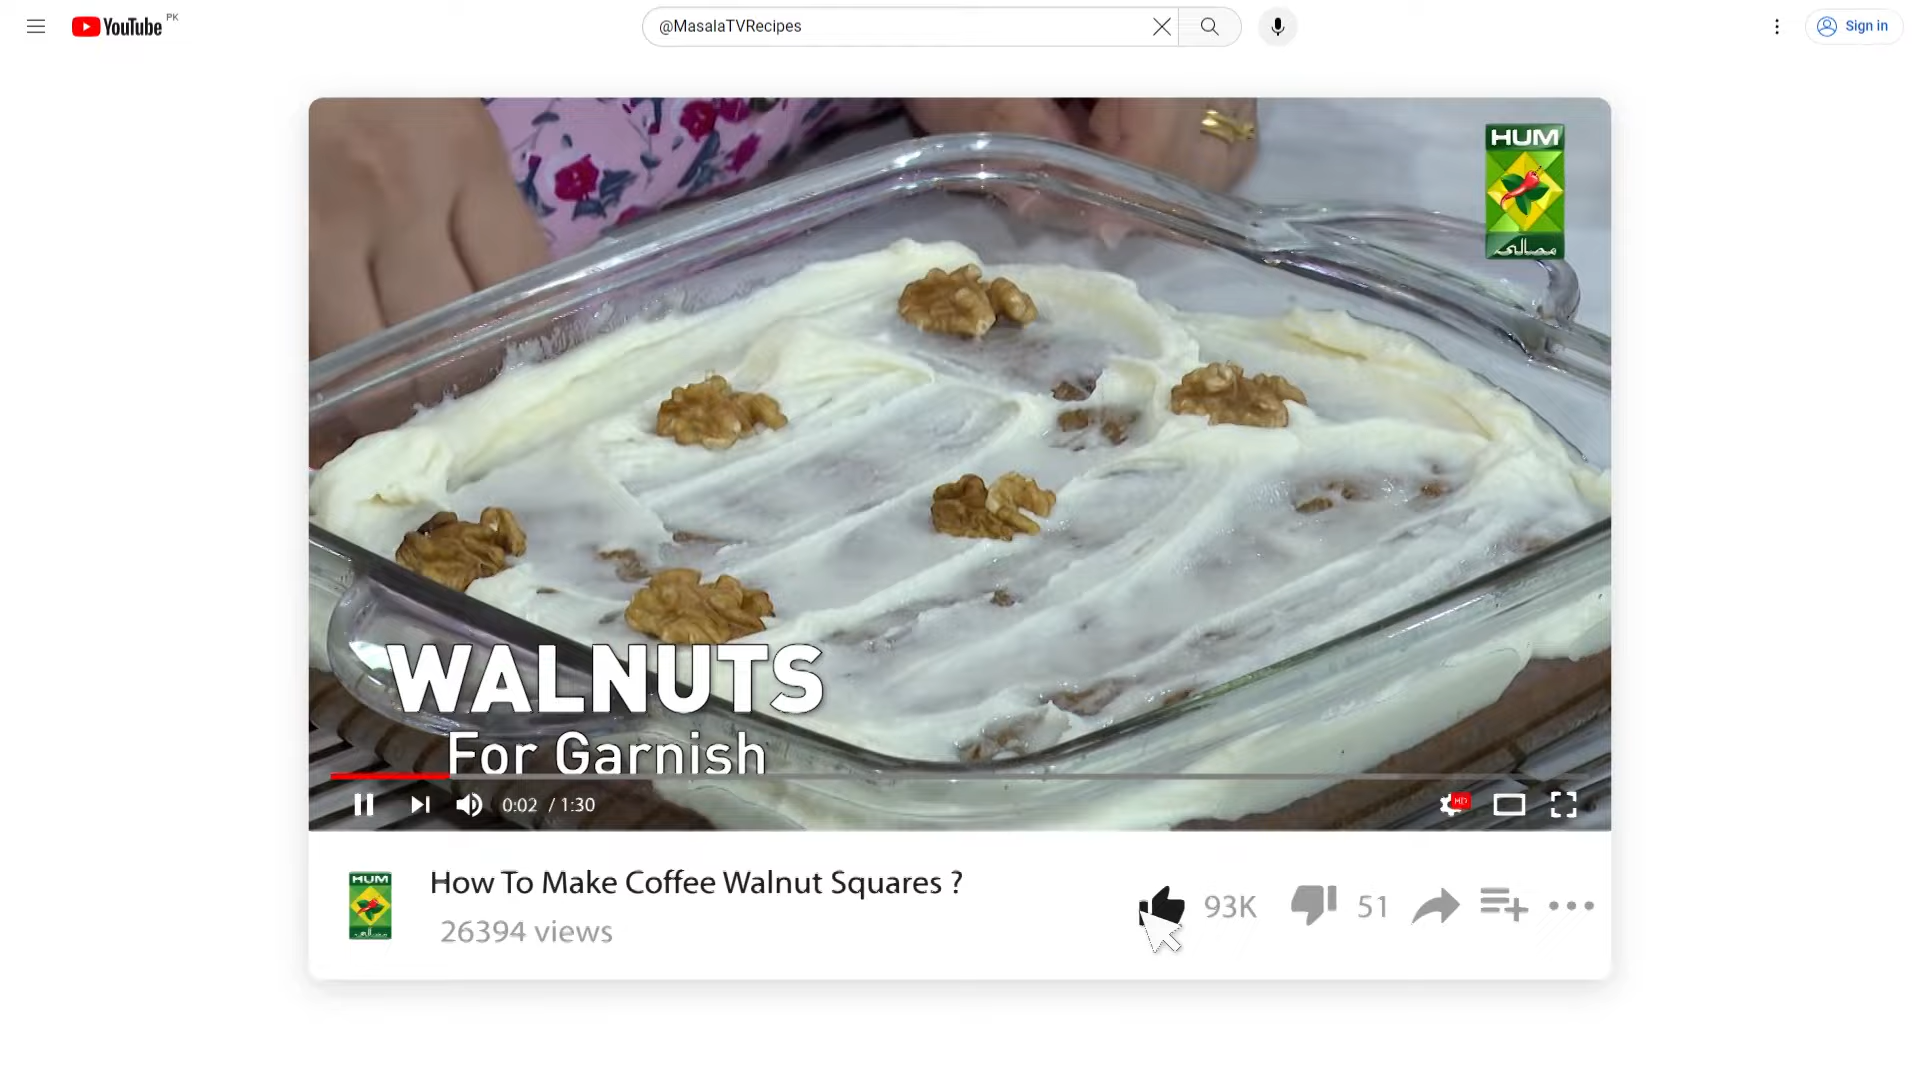 YouTube PK
@MasalaTVRecipes
Sign in
HUM
مصالحہ
WALNUTS
For Garnish
0:02 / 1:30
HD
HUM
How To Make Coffee Walnut Squares ?
93K
51
26394 views